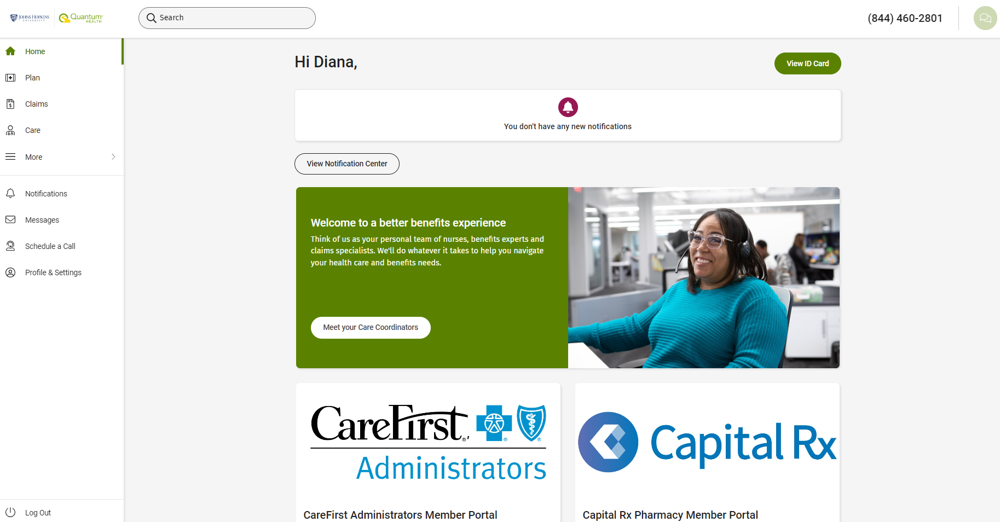 JOHNS HOPKINS
UNIVERSITY
Quantum
HEALTH
Search
(844) 460-2801
Home
Plan
Claims
Care
More
Notifications
Messages
Schedule a Call
Profile & Settings
Log Out
Hi Diana,
View ID Card
You don't have any new notifications
View Notification Center
Welcome to a better benefits experience
Think of us as your personal team of nurses, benefits experts and
claims specialists. We'll do whatever it takes to help you navigate
your health care and benefits needs.
Meet your Care Coordinators
CareFirst®
Administrators
CareFirst Administrators Member Portal
Capital Rx
Capital Rx Pharmacy Member Portal